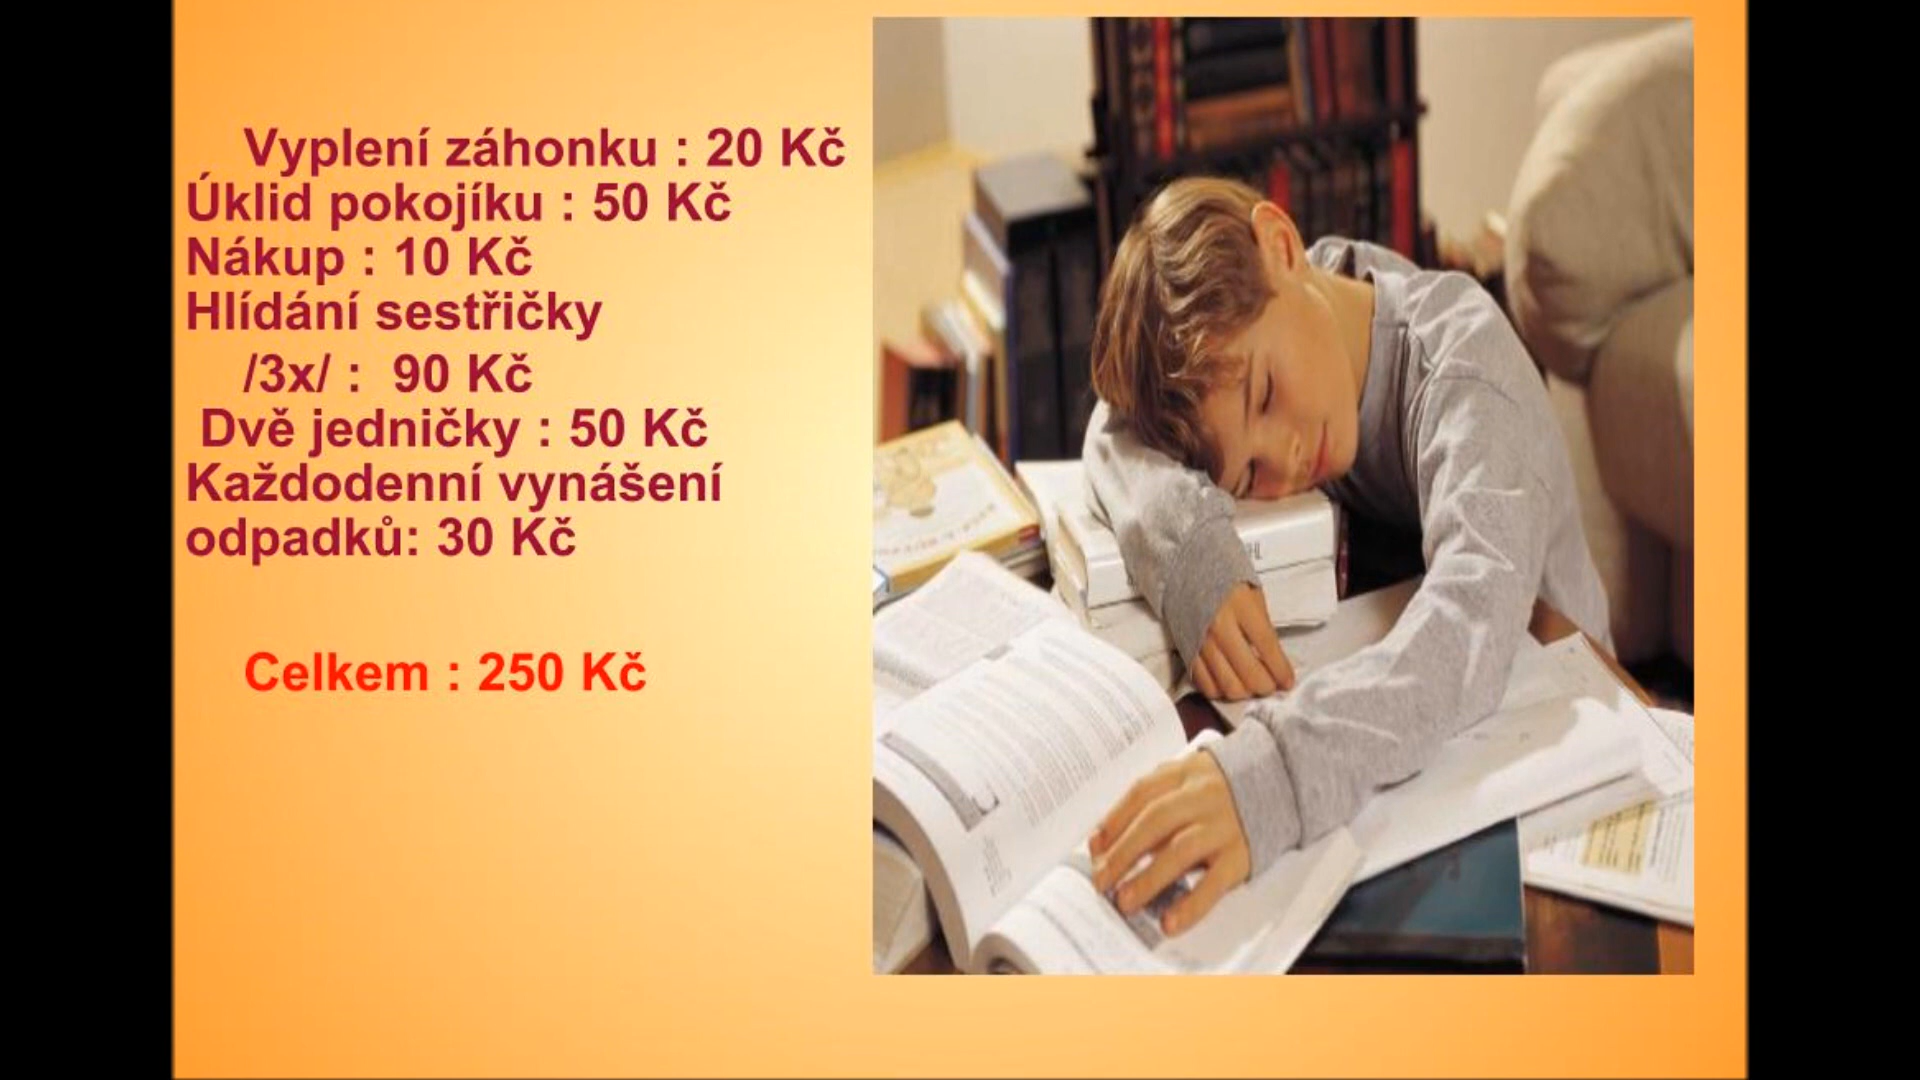 Vyplení záhonku : 20 Kč
Úklid pokojíku : 50 Kč
Nákup : 10 Kč
Hlídání sestřičky
/3x/ :  90 Kč
Dvě jedničky : 50 Kč
Každodenní vynášení
odpadků: 30 Kč
Celkem : 250 Kč